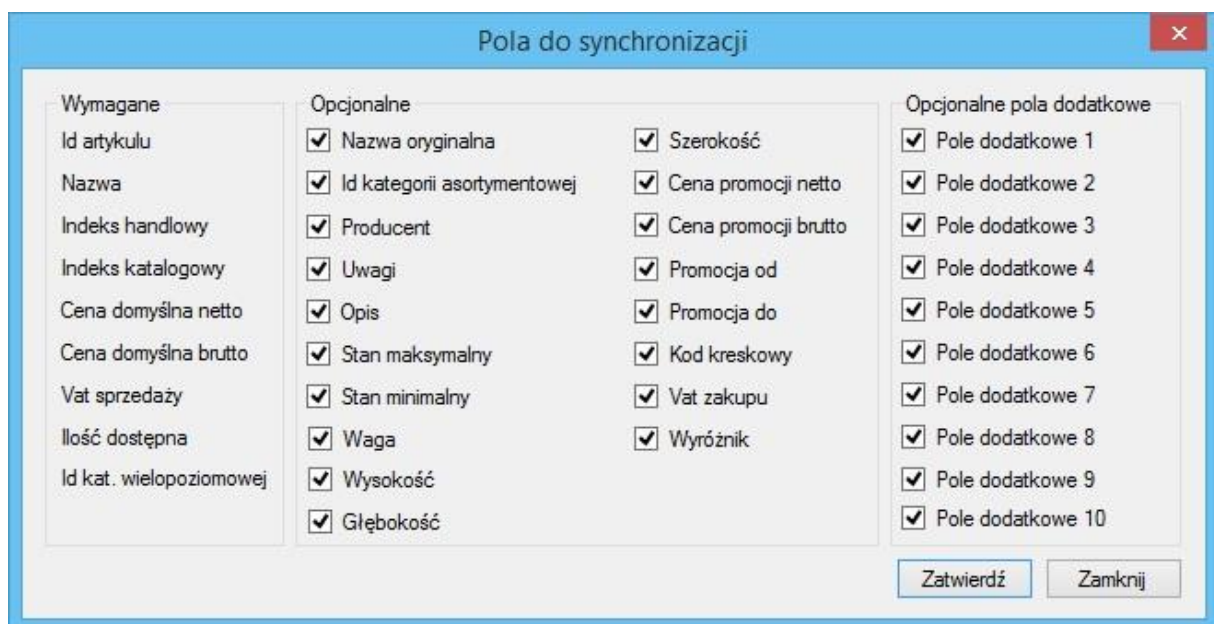 Pola do synchronizacji
Wymagane
Id artykulu
Nazwa
Indeks handlowy
Indeks katalogowy
Cena domyślna netto
Cena domyślna brutto
Vat sprzedaży
Ilość dostępna
Id kat. wielopoziomowej
Opcjonalne
Nazwa oryginalna
Id kategorii asortymentowej
Producent
Uwagi
Opis
Stan maksymalny
Stan minimalny
Waga
Wysokość
Głębokość
Szerokość
Cena promocji netto
Cena promocji brutto
Promocja od
Promocja do
Kod kreskowy
Vat zakupu
Wyróżnik
Opcjonalne pola dodatkowe
Pole dodatkowe 1
Pole dodatkowe 2
Pole dodatkowe 3
Pole dodatkowe 4
Pole dodatkowe 5
Pole dodatkowe 6
Pole dodatkowe 7
Pole dodatkowe 8
Pole dodatkowe 9
Pole dodatkowe 10
Zatwierdź
Zamknij